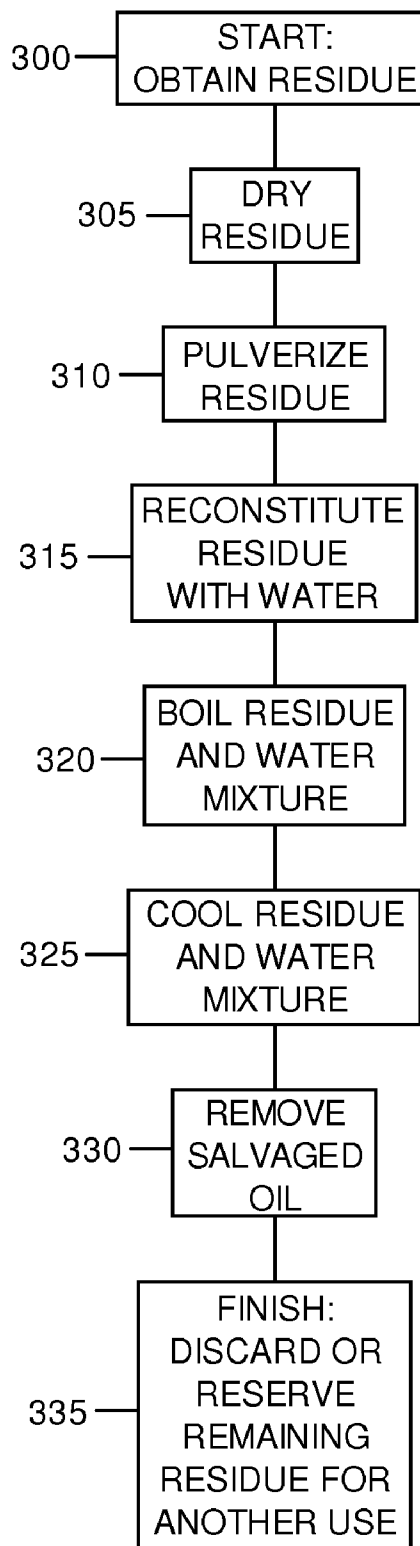 300
START:
OBTAIN RESIDUE
305
DRY
RESIDUE
310
PULVERIZE
RESIDUE
315
RECONSTITUTE
RESIDUE
WITH WATER
320
BOIL RESIDUE
AND WATER
MIXTURE
325
COOL RESIDUE
AND WATER
MIXTURE
330
REMOVE
SALVAGED
OIL
335
FINISH:
DISCARD OR
RESERVE
REMAINING
RESIDUE FOR
ANOTHER USE